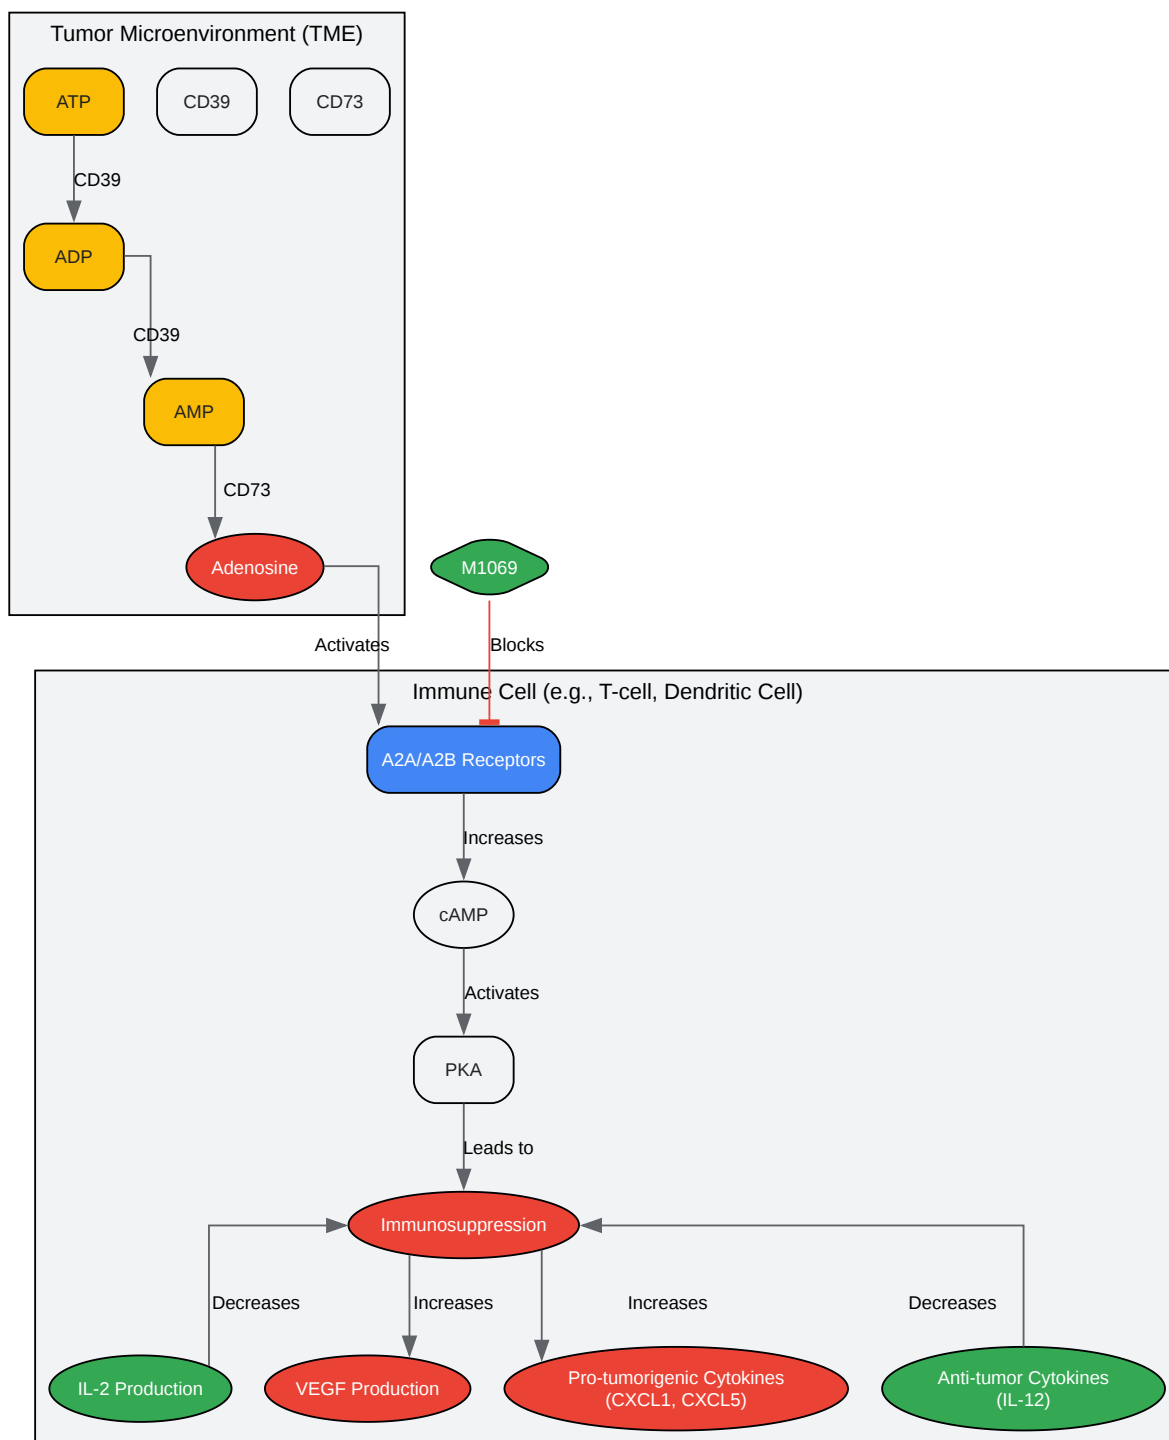 Tumor Microenvironment (TME)
ATP
CD39
CD73
CD39
ADP
CD39
AMP
CD73
Adenosine
M1069
Activates
Blocks
Immune Cell (e.g., T-cell, Dendritic Cell)
A2A/A2B Receptors
Increases
cAMP
Activates
PKA
Leads to
Immunosuppression
Decreases
Increases
Increases
Decreases
IL-2 Production
VEGF Production
Pro-tumorigenic Cytokines
(CXCL1, CXCL5)
Anti-tumor Cytokines
(IL-12)